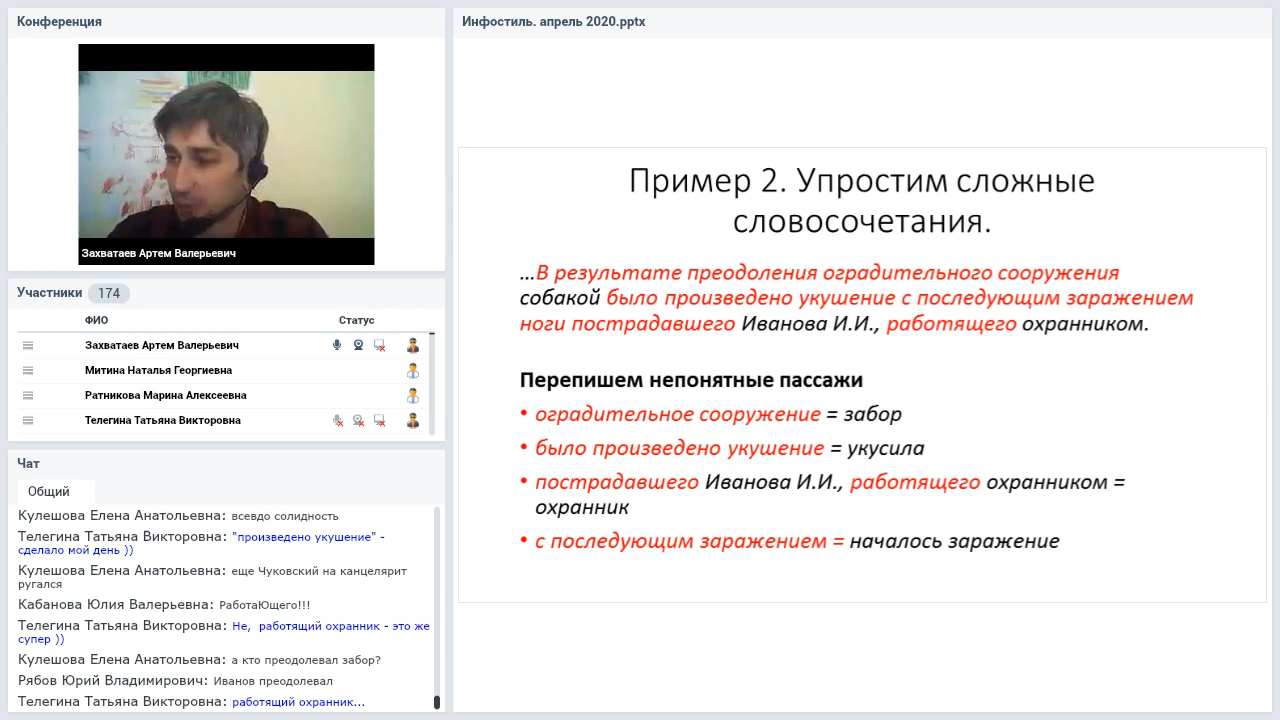 Конференция
Захватаев Артем Валерьевич
Участники 174
ФИО Статус
Захватаев Артем Валерьевич
Митина Наталья Георгиевна
Ратникова Марина Алексеевна
Телегина Татьяна Викторовна
Чат
Общий
Кулешова Елена Анатольевна: всевдо солидность
Телегина Татьяна Викторовна: "произведено укушение" -
сделало мой день ))
Кулешова Елена Анатольевна: еще Чуковский на канцелярит
ругался
Кабанова Юлия Валерьевна: РаботаЮщего!!!
Телегина Татьяна Викторовна: Не, работящий охранник - это же
супер ))
Кулешова Елена Анатольевна: а кто преодолевал забор?
Рябов Юрий Владимирович: Иванов преодолевал
Телегина Татьяна Викторовна: работящий охранник...
Инфостиль. апрель 2020.pptx
Пример 2. Упростим сложные
словосочетания.
…В результате преодоления оградительного сооружения
собакой было произведено укушение с последующим заражением
ноги пострадавшего Иванова И.И., работящего охранником.
Перепишем непонятные пассажи
• оградительное сооружение = забор
• было произведено укушение = укусила
• пострадавшего Иванова И.И., работящего охранником =
охранник
• с последующим заражением = началось заражение